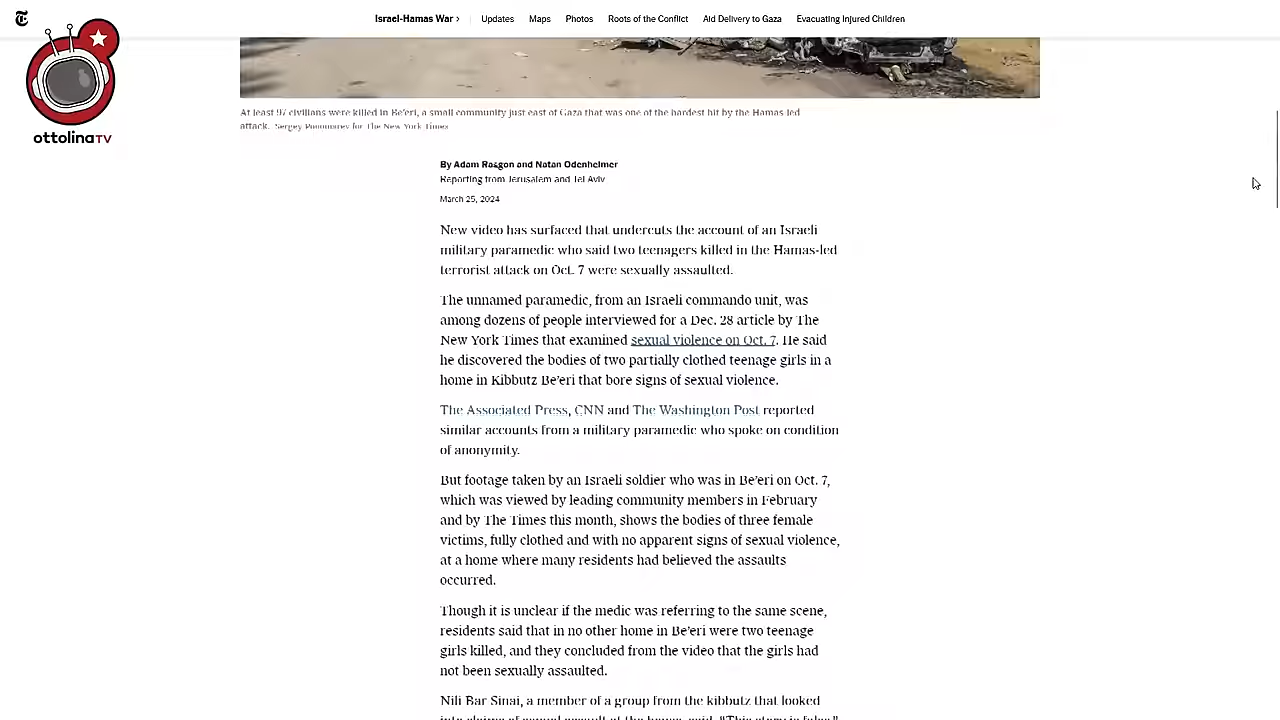 Israel-Hamas War ›
Updates
Maps
Photos
Roots of the Conflict
Aid Delivery to Gaza
Evacuating Injured Children
ottolinaTV
At least 97 civilians were killed in Be'eri, a small community just east of Gaza that was one of the hardest hit by the Hamas-led
attack. Sergey Ponomarev for The New York Times
By Adam Rasgon and Natan Odenheimer
Reporting from Jerusalem and Tel Aviv
March 25, 2024
New video has surfaced that undercuts the account of an Israeli
military paramedic who said two teenagers killed in the Hamas-led
terrorist attack on Oct. 7 were sexually assaulted.
The unnamed paramedic, from an Israeli commando unit, was
among dozens of people interviewed for a Dec. 28 article by The
New York Times that examined sexual violence on Oct. 7. He said
he discovered the bodies of two partially clothed teenage girls in a
home in Kibbutz Be'eri that bore signs of sexual violence.
The Associated Press, CNN and The Washington Post reported
similar accounts from a military paramedic who spoke on condition
of anonymity.
But footage taken by an Israeli soldier who was in Be'eri on Oct. 7,
which was viewed by leading community members in February
and by The Times this month, shows the bodies of three female
victims, fully clothed and with no apparent signs of sexual violence,
at a home where many residents had believed the assaults
occurred.
Though it is unclear if the medic was referring to the same scene,
residents said that in no other home in Be'eri were two teenage
girls killed, and they concluded from the video that the girls had
not been sexually assaulted.
Nili Bar Sinai, a member of a group from the kibbutz that looked
into claims of sexual assault at the house, said, "This story is false."